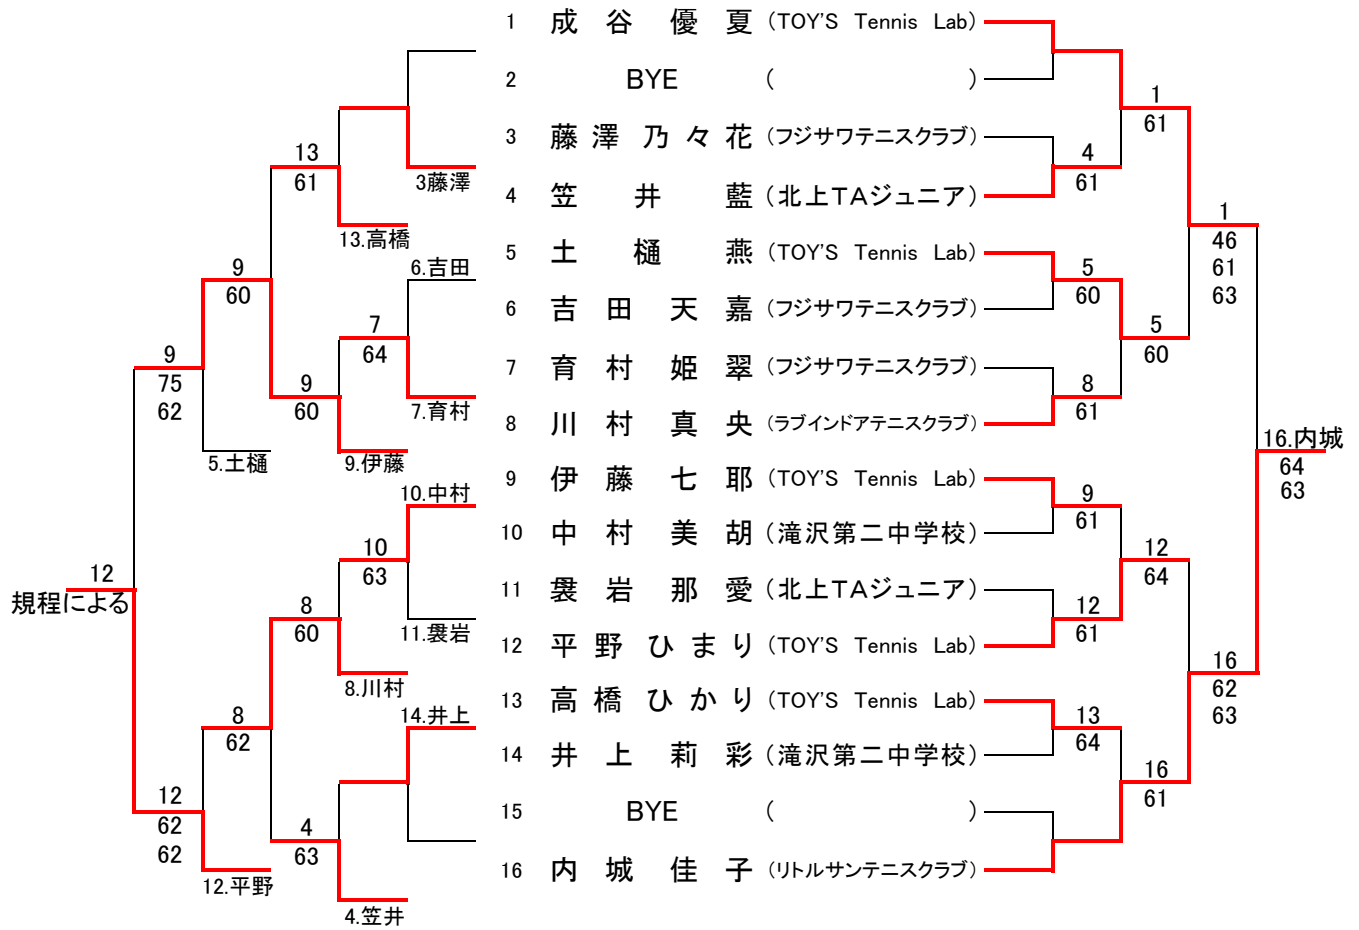 1 成谷優夏 (TOY'S Tennis Lab)
2 BYE ( )
3 藤澤乃々花 (フジサワテニスクラブ)
4 笠井藍 (北上TAジュニア)
5 土樋燕 (TOY'S Tennis Lab)
6 吉田天嘉 (フジサワテニスクラブ)
7 育村姫翠 (フジサワテニスクラブ)
8 川村真央 (ラブインドアテニスクラブ)
9 伊藤七耶 (TOY'S Tennis Lab)
10 中村美胡 (滝沢第二中学校)
11 褜岩那愛 (北上TAジュニア)
12 平野ひまり (TOY'S Tennis Lab)
13 高橋ひかり (TOY'S Tennis Lab)
14 井上莉彩 (滝沢第二中学校)
15 BYE ( )
16 内城佳子 (リトルサンテニスクラブ)
4
61
5
60
8
61
9
61
12
61
13
64
1
61
5
60
12
64
16
61
1
46
61
63
16
62
63
16.内城
64
63
3藤澤
13.高橋
6.吉田
7.育村
9.伊藤
5.土樋
10.中村
11.褜岩
8.川村
14.井上
4.笠井
12.平野
7
64
10
63
13
61
9
60
8
60
4
63
9
60
8
62
9
75
62
12
62
62
12
規程による